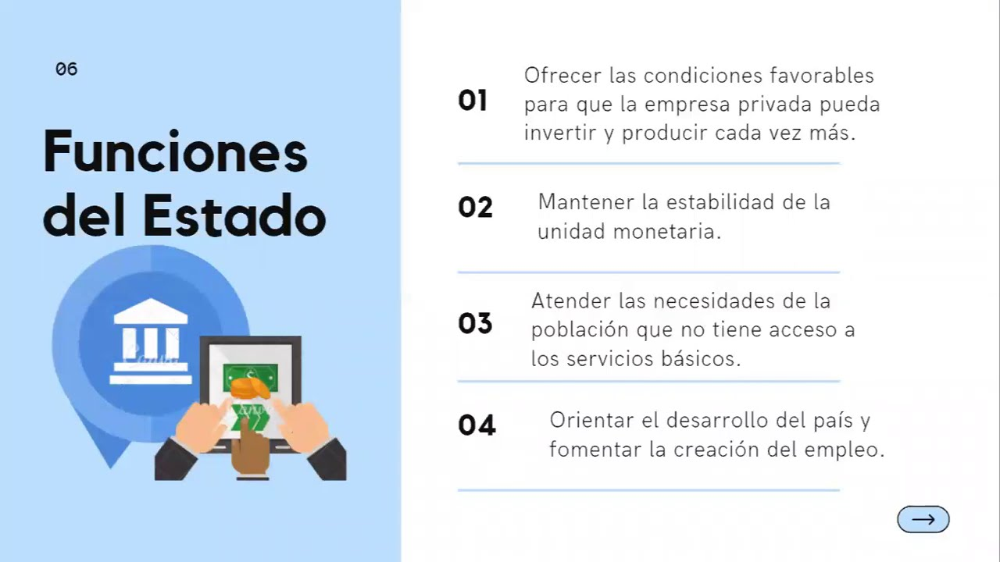 06
Funciones
del Estado
01
Ofrecer las condiciones favorables
para que la empresa privada pueda
invertir y producir cada vez más.
02
Mantener la estabilidad de la
unidad monetaria.
03
Atender las necesidades de la
población que no tiene acceso a
los servicios básicos.
04
Orientar el desarrollo del país y
fomentar la creación del empleo.
Canva
Canva
$